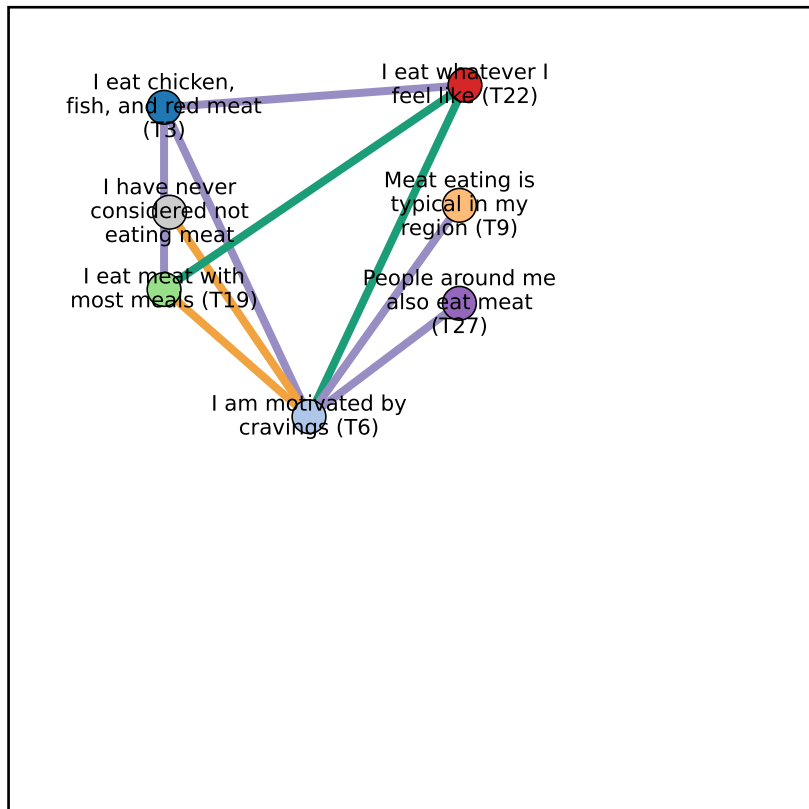 I eat chicken,
fish, and red meat
(T3)
I eat whatever I
feel like (T22)
I have never
considered not
eating meat
Meat eating is
typical in my
region (T9)
I eat meat with
most meals (T19)
People around me
also eat meat
(T27)
I am motivated by
cravings (T6)